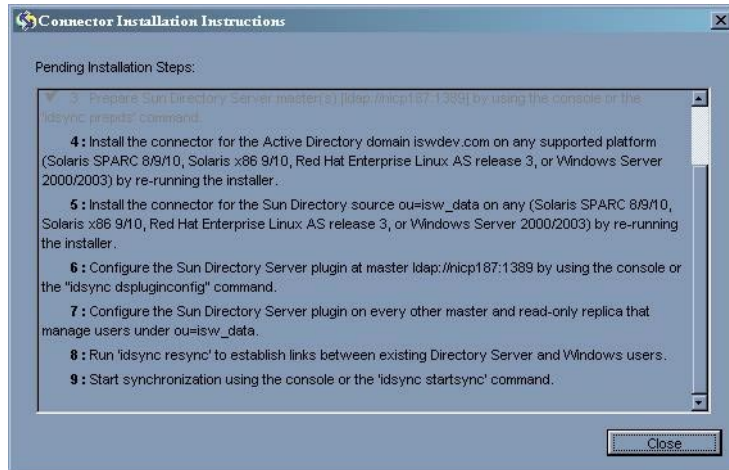 Connector Installation Instructions
Pending Installation Steps:
3. Prepare Sun Directory Server master(s) [ldap://nicp187:1389] by using the console or the
'idsync prepds' command.
4 : Install the connector for the Active Directory domain iswdev.com on any supported platform
(Solaris SPARC 8/9/10, Solaris x86 9/10, Red Hat Enterprise Linux AS release 3, or Windows Server
2000/2003) by re-running the installer.
5 : Install the connector for the Sun Directory source ou=isw_data on any (Solaris SPARC 8/9/10,
Solaris x86 9/10, Red Hat Enterprise Linux AS release 3, or Windows Server 2000/2003) by re-running
the installer.
6 : Configure the Sun Directory Server plugin at master ldap://nicp187:1389 by using the console or
the "idsync dspluginconfig" command.
7 : Configure the Sun Directory Server plugin on every other master and read-only replica that
manage users under ou=isw_data.
8 : Run 'idsync resync' to establish links between existing Directory Server and Windows users.
9 : Start synchronization using the console or the 'idsync startsync' command.
Close